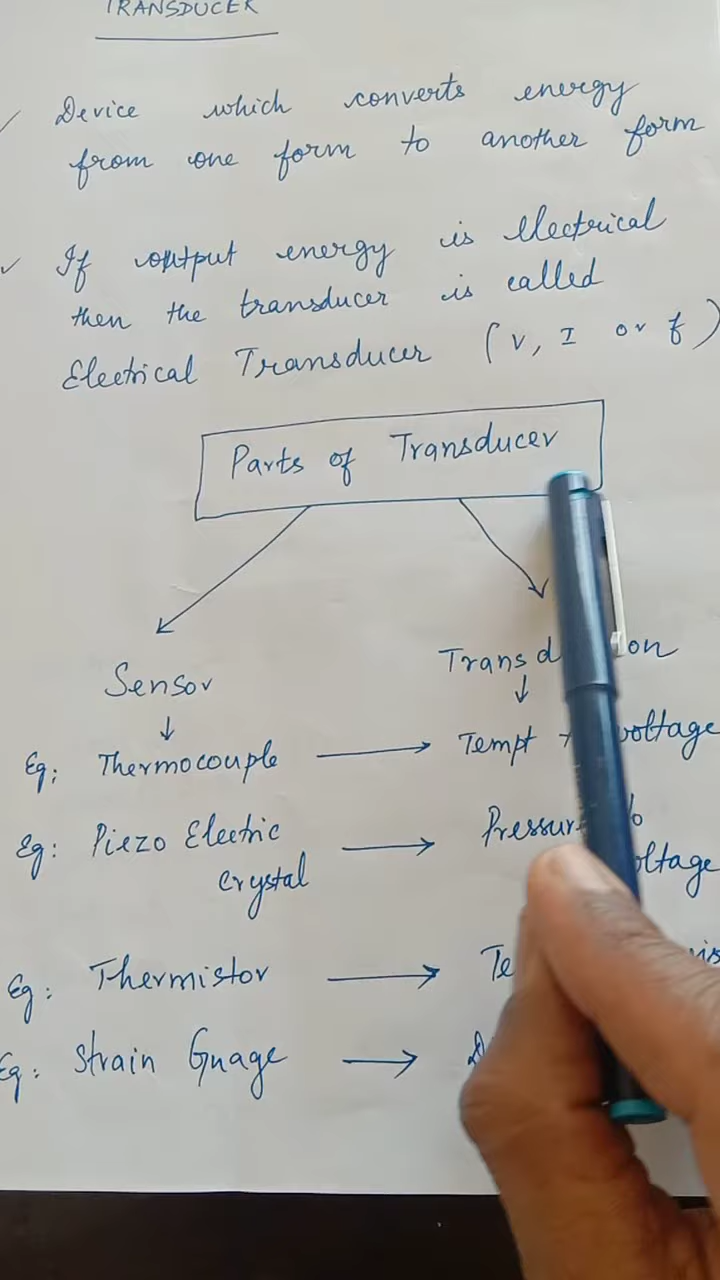 TRANSDUCER
Device which converts energy
from one form to another form
If output energy is Electrical
then the transducer is called
Electrical Transducer (V, I or f)
Parts of Transducer
Sensor
Eg: Thermocouple → Tempt voltage
Eg: Piezo Electric →
crystal
Eg: Thermistor →
Eg: Strain Guage →